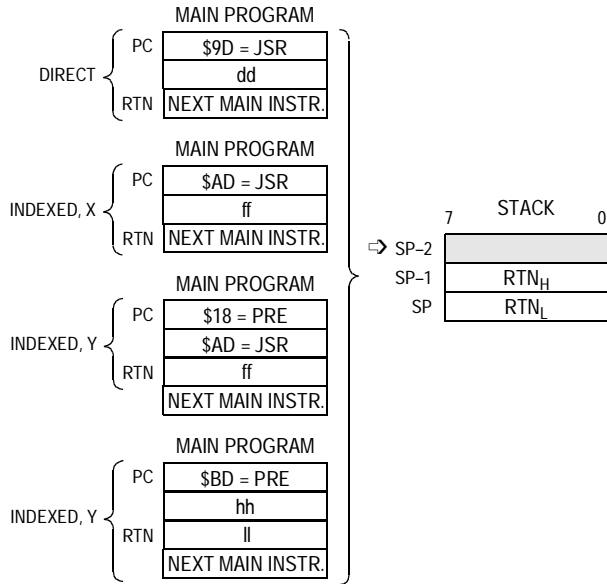 MAIN PROGRAM
PC $9D = JSR
DIRECT dd
RTN NEXT MAIN INSTR.
MAIN PROGRAM
PC $AD = JSR
INDEXED, X ff
RTN NEXT MAIN INSTR.
MAIN PROGRAM
PC $18 = PRE
INDEXED, Y $AD = JSR
RTN ff
NEXT MAIN INSTR.
MAIN PROGRAM
PC $BD = PRE
INDEXED, Y hh
RTN ll
NEXT MAIN INSTR.
7 STACK 0
➩ SP–2
SP–1 RTNH
SP RTNL